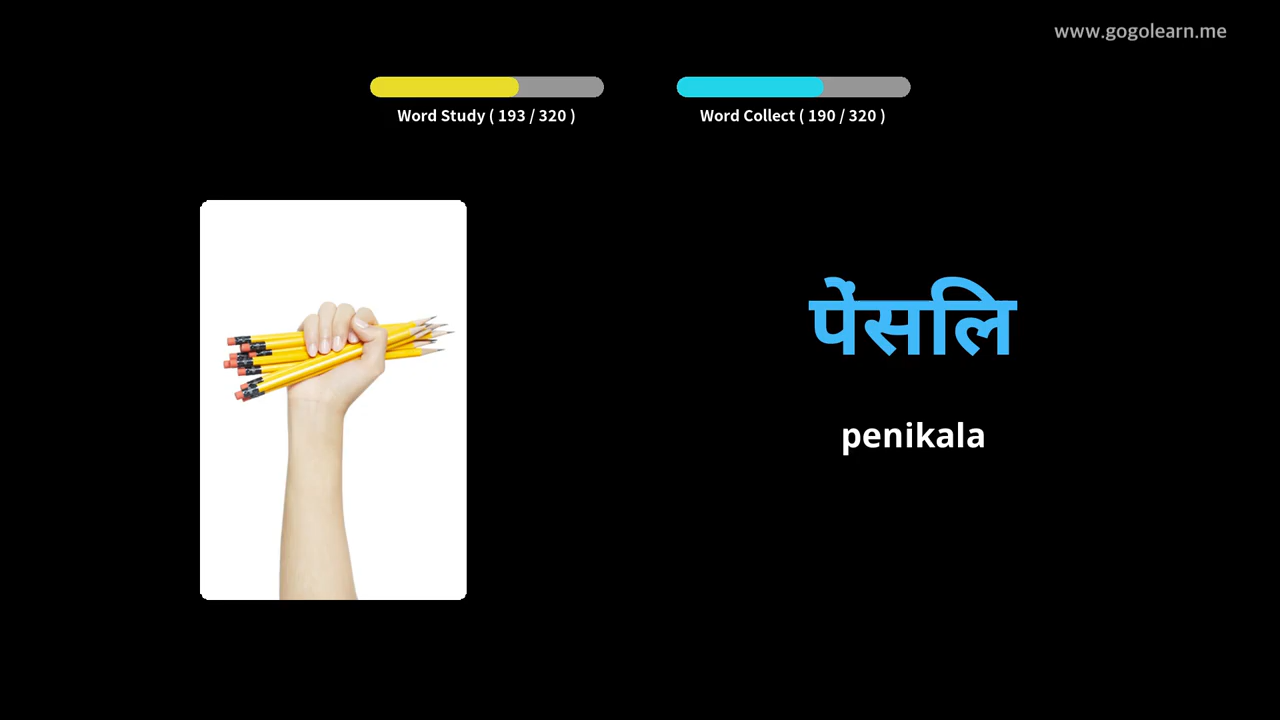 www.gogolearn.me
Word Study ( 193 / 320 )
Word Collect ( 190 / 320 )
पेंसलि
penikala